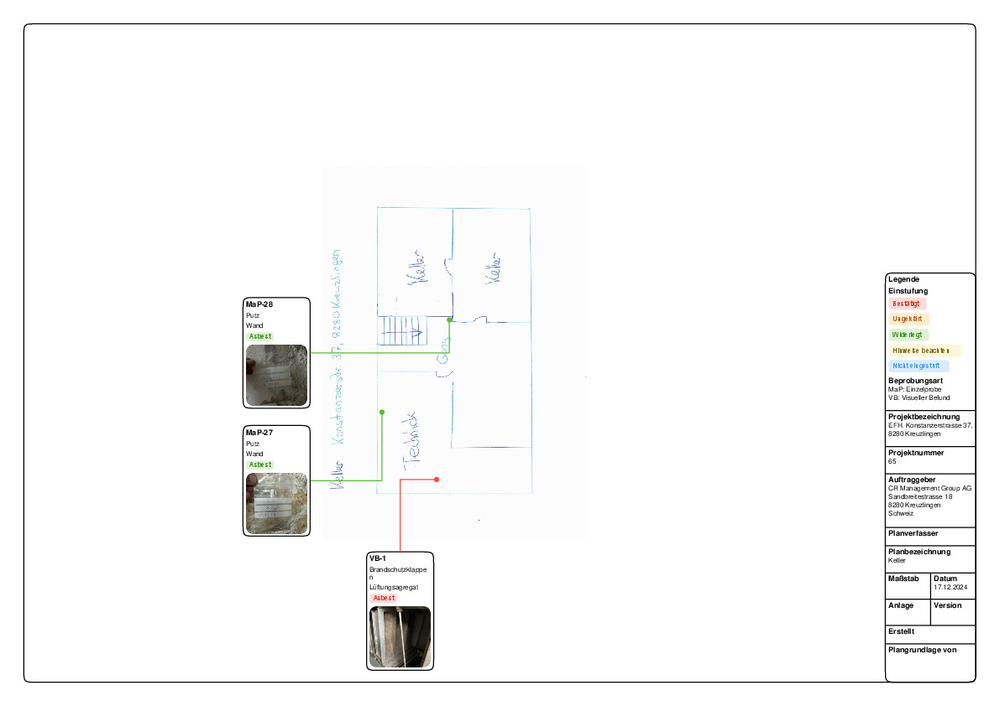 MaP-28
Putz
Wand
Asbest
MaP-27
Putz
Wand
Asbest
VB-1
Brandschutzklappe
n
Lüftungsagregat
Asbest
Keller Konstanzerstr. 37, 8280 Kreuzlingen
Keller
Keller
Gang
Technick
Legende
Einstufung
Bestätigt
Ungeklärt
Widerlegt
Hinweise beachten
Nicht eingestuft
Beprobungsart
MaP: Einzelprobe
VB: Visueller Befund
Projektbezeichnung
EFH. Konstanzerstrasse 37,
8280 Kreuzlingen
Projektnummer
65
Auftraggeber
CR Management Group AG
Sandbreitestrasse 18
8280 Kreuzlingen
Schweiz
Planverfasser
Planbezeichnung
Keller
Maßstab
Datum
17.12.2024
Anlage
Version
Erstellt
Plangrundlage von